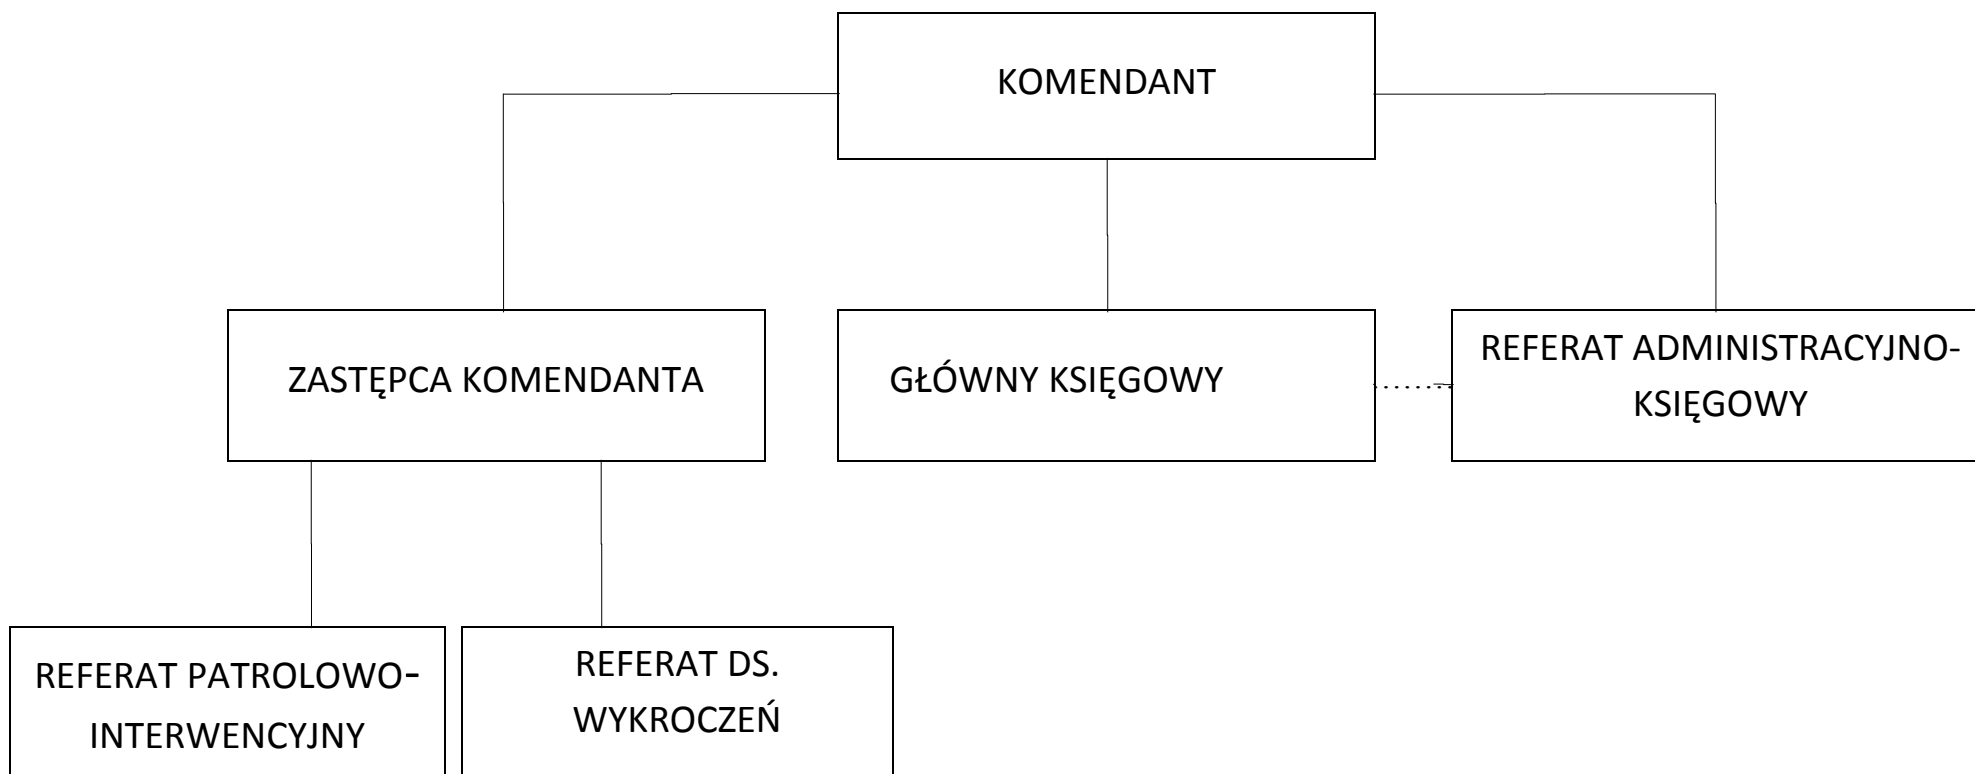 KOMENDANT
ZASTĘPCA KOMENDANTA
GŁÓWNY KSIĘGOWY
REFERAT ADMINISTRACYJNO-
KSIĘGOWY
REFERAT PATROLOWO-
INTERWENCYJNY
REFERAT DS.
WYKROCZEŃ